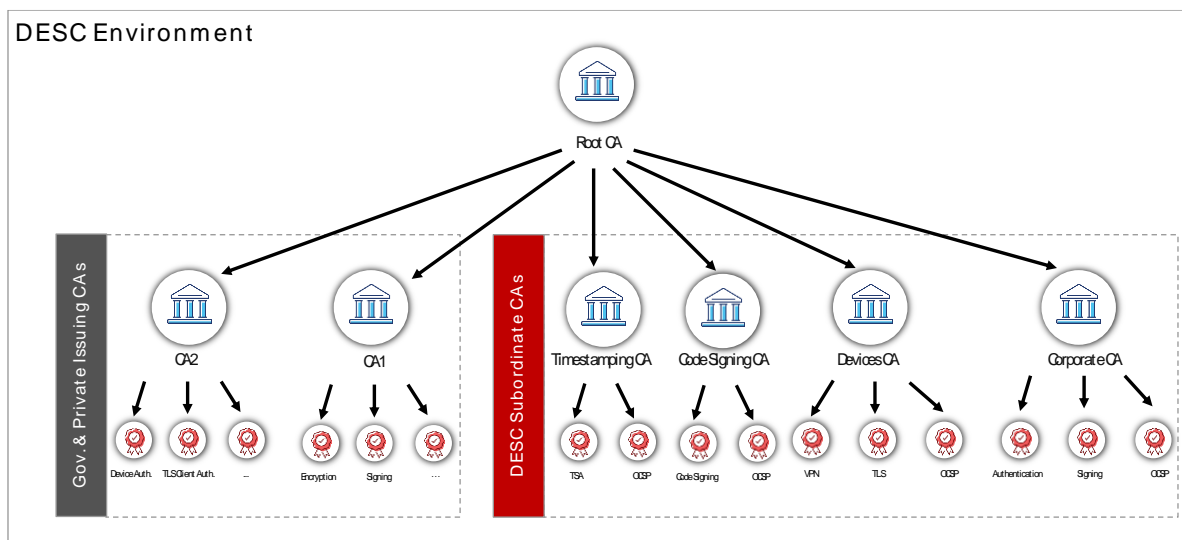 DESC Environment
Root CA
Gov. & Private Issuing CAs
CA2
CA1
Device Auth.
TLS Client Auth.
...
Encryption
Signing
...
DESC Subordinate CAs
Timestamping CA
Code Signing CA
Devices CA
Corporate CA
TSA
OCSP
Code Signing
OCSP
VPN
TLS
OCSP
Authentication
Signing
OCSP